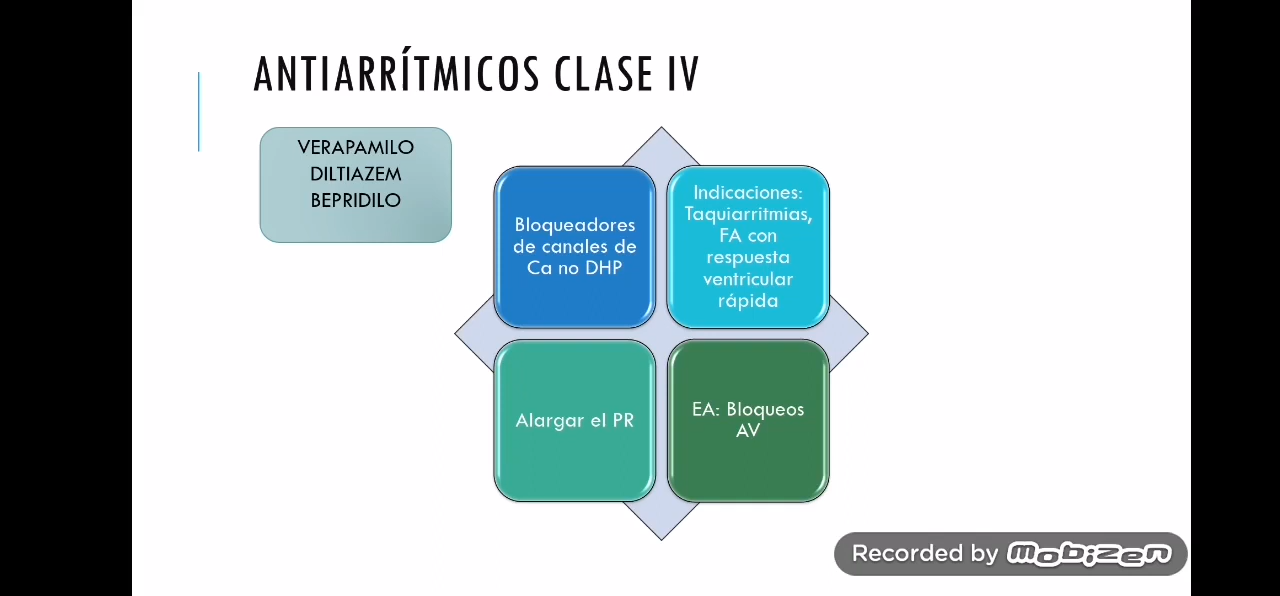 ANTIARRÍTMICOS CLASE IV
VERAPAMILO
DILTIAZEM
BEPRIDILO
Bloqueadores
de canales de
Ca no DHP
Indicaciones:
Taquiarritmias,
FA con
respuesta
ventricular
rápida
Alargar el PR
EA: Bloqueos
AV
Recorded by mobizen